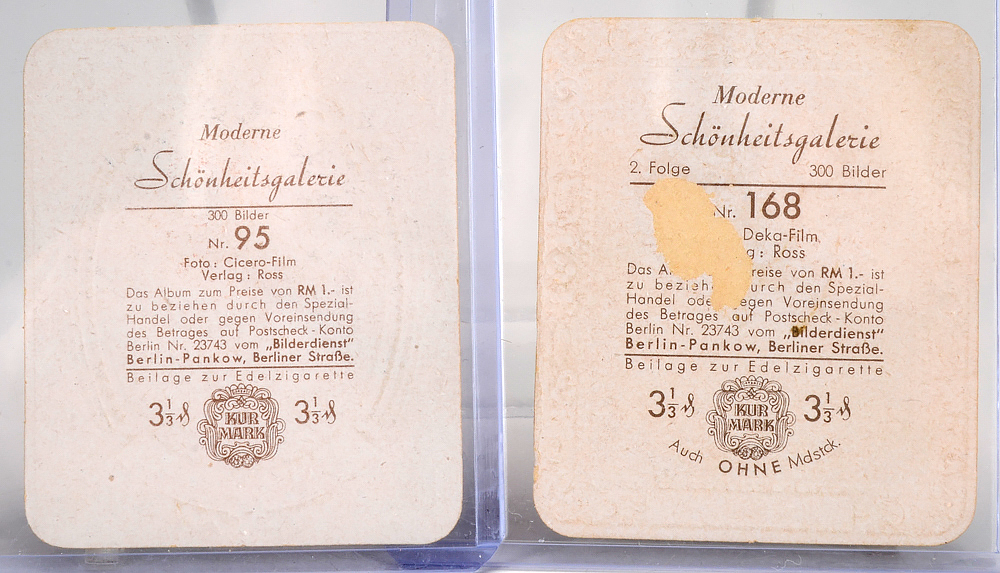 Moderne
Schönheitsgalerie
300 Bilder
Nr. 95
Foto: Cicero-Film
Verlag: Ross
Das Album zum Preise von RM 1.- ist
zu beziehen durch den Spezial-
Handel oder gegen Voreinsendung
des Betrages auf Postscheck-Konto
Berlin Nr. 23743 vom „Bilderdienst"
Berlin-Pankow, Berliner Straße.
Beilage zur Edelzigarette
3⅓ ₰ KUR 3⅓ ₰
MARK
Moderne
Schönheitsgalerie
2. Folge 300 Bilder
Nr. 168
Deka-Film
g: Ross
Das A reise von RM 1.- ist
zu beziehen durch den Spezial-
Handel oder gegen Voreinsendung
des Betrages auf Postscheck-Konto
Berlin Nr. 23743 vom „Bilderdienst"
Berlin-Pankow, Berliner Straße.
Beilage zur Edelzigarette
3⅓ ₰ KUR 3⅓ ₰
MARK
Auch OHNE Mdstck.